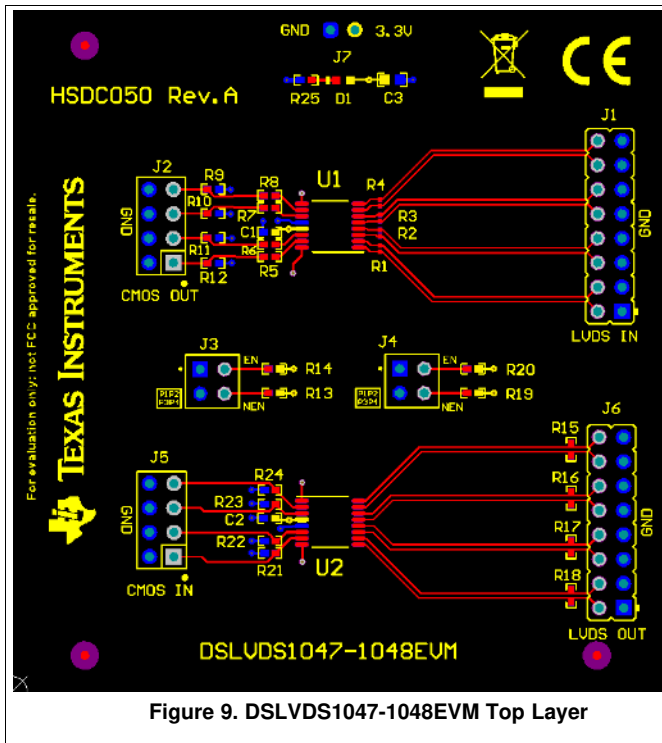 GND 3.3V
J7
R25 D1 C3
CE
HSDC050 Rev.A
J1
J2
R9
R8
U1
R4
R10
R7
R3
GND
C1
R2
GND
R11
R6
R1
R12
R5
CMOS OUT
LVDS IN
J3
J4
EN
R14
EN
R20
NEN
R13
NEN
R19
J6
R15
J5
R24
R16
R23
GND
C2
GND
R22
R17
R21
U2
R18
CMOS IN
LVDS OUT
For evaluation only; not FCC approved for resale.
TEXAS INSTRUMENTS
DSLVDS1047-1048EVM
Figure 9. DSLVDS1047-1048EVM Top Layer